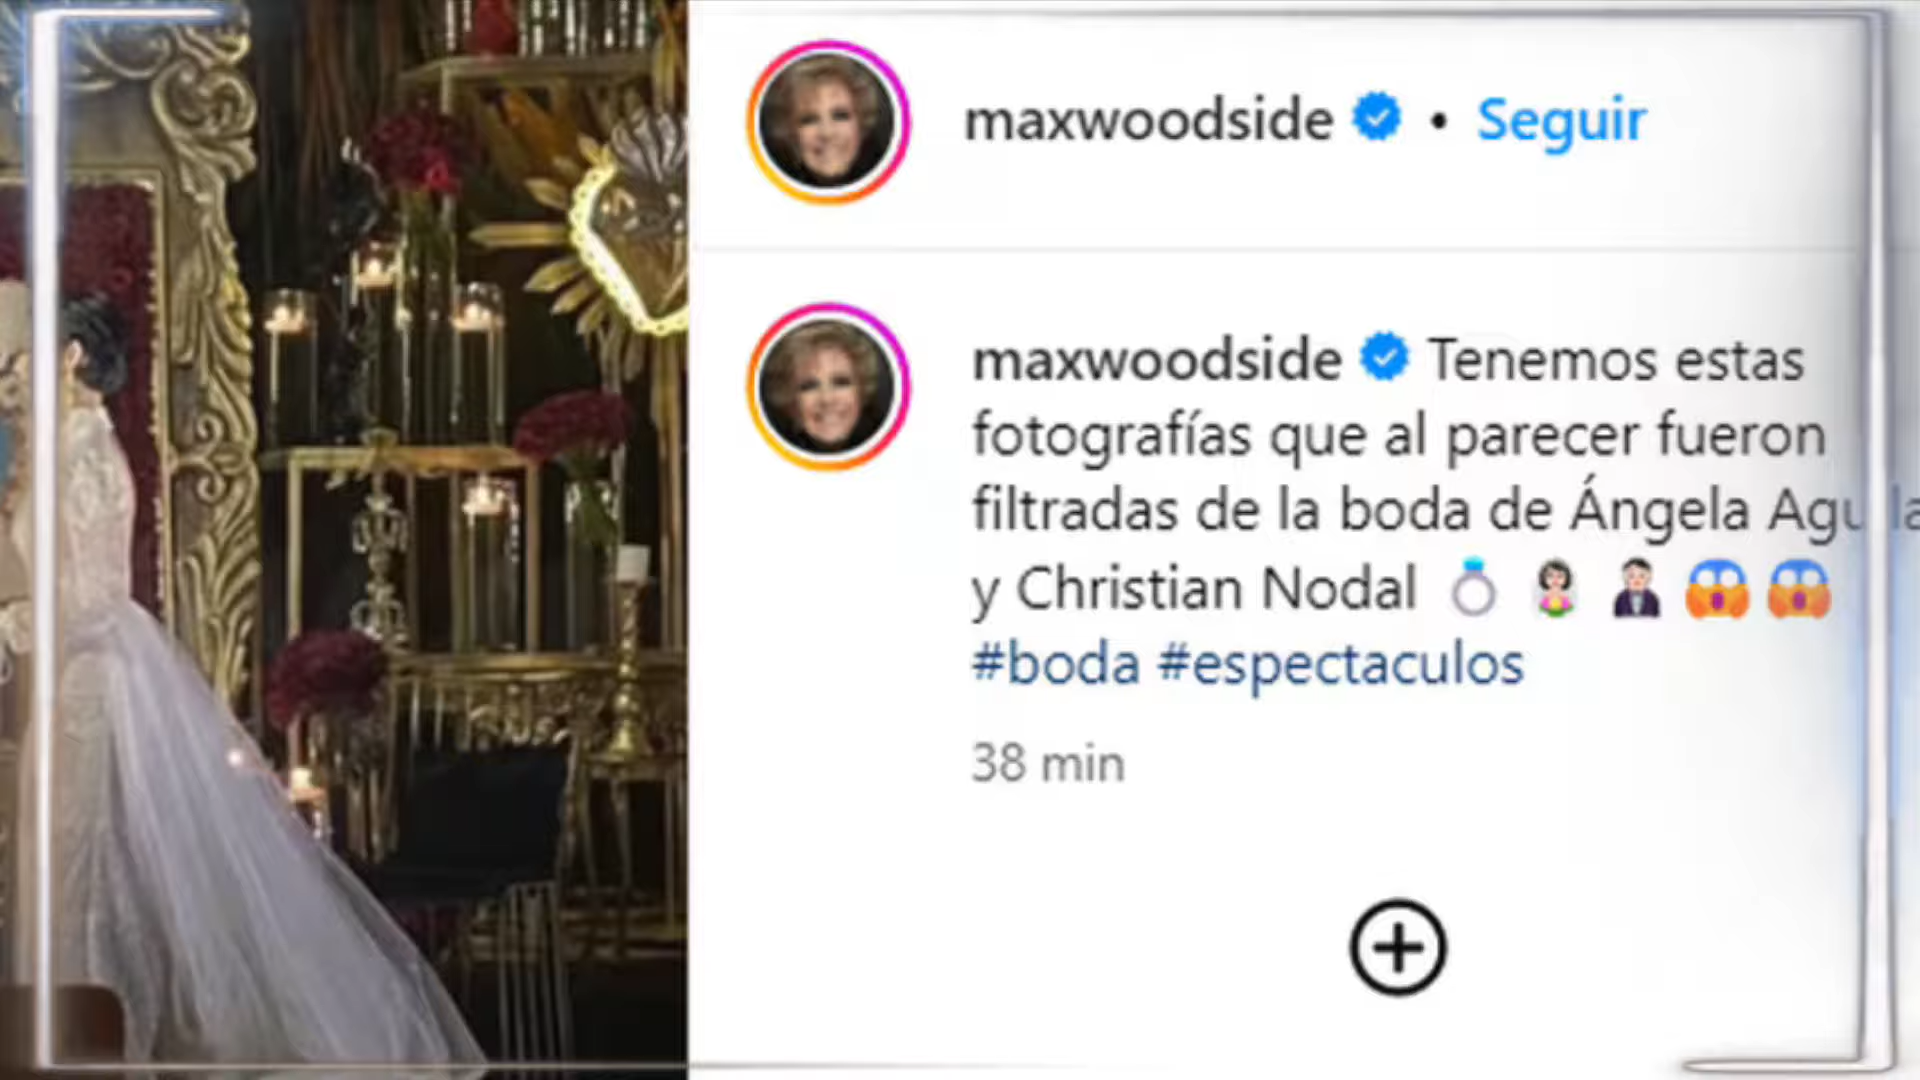 maxwoodside • Seguir
maxwoodside Tenemos estas
fotografías que al parecer fueron
filtradas de la boda de Ángela Aguila
y Christian Nodal 💍 👰🏻 🤵🏻 😱 😱
#boda #espectaculos
38 min